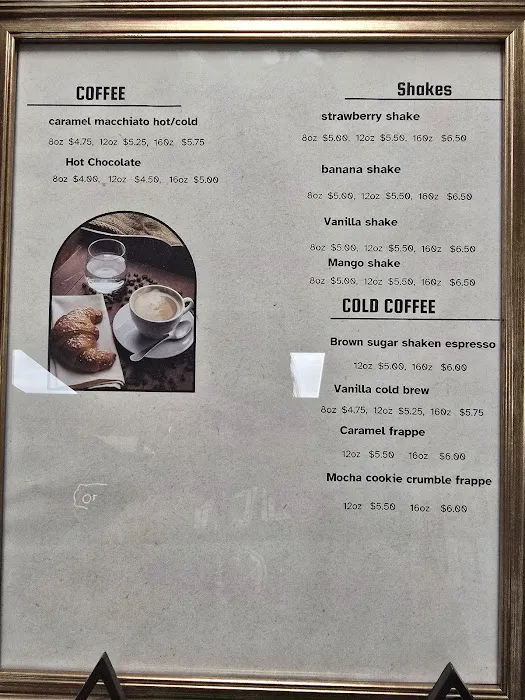 COFFEE
caramel macchiato hot/cold
8oz $4.75, 12oz $5.25, 16oz $5.75
Hot Chocolate
8oz $4.00, 12oz $4.50, 16oz $5.00
Shakes
strawberry shake
8oz $5.00, 12oz $5.50, 16oz $6.50
banana shake
8oz $5.00, 12oz $5.50, 16oz $6.50
Vanilla shake
8oz $5.00, 12oz $5.50, 16oz $6.50
Mango shake
8oz $5.00, 12oz $5.50, 16oz $6.50
COLD COFFEE
Brown sugar shaken espresso
12oz $5.00, 16oz $6.00
Vanilla cold brew
8oz $4.75, 12oz $5.25, 16oz $5.75
Caramel frappe
12oz $5.50 16oz $6.00
Mocha cookie crumble frappe
12oz $5.50 16oz $6.00